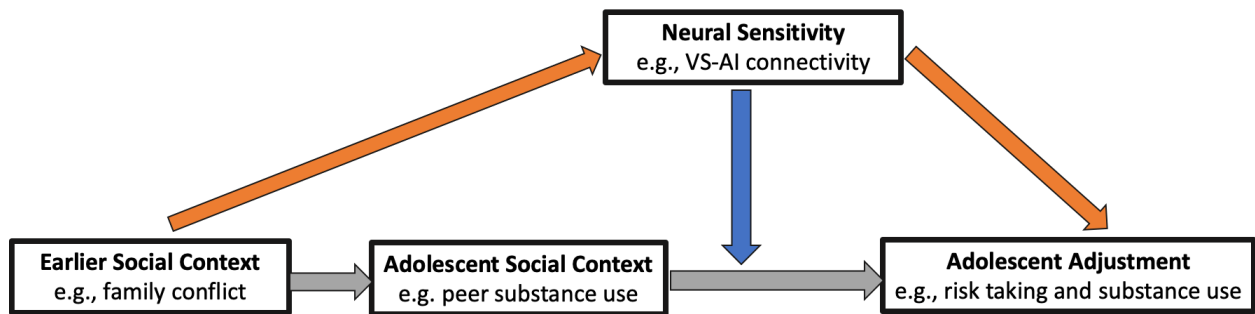 Neural Sensitivity
e.g., VS-AI connectivity
Earlier Social Context
e.g., family conflict
Adolescent Social Context
e.g. peer substance use
Adolescent Adjustment
e.g., risk taking and substance use